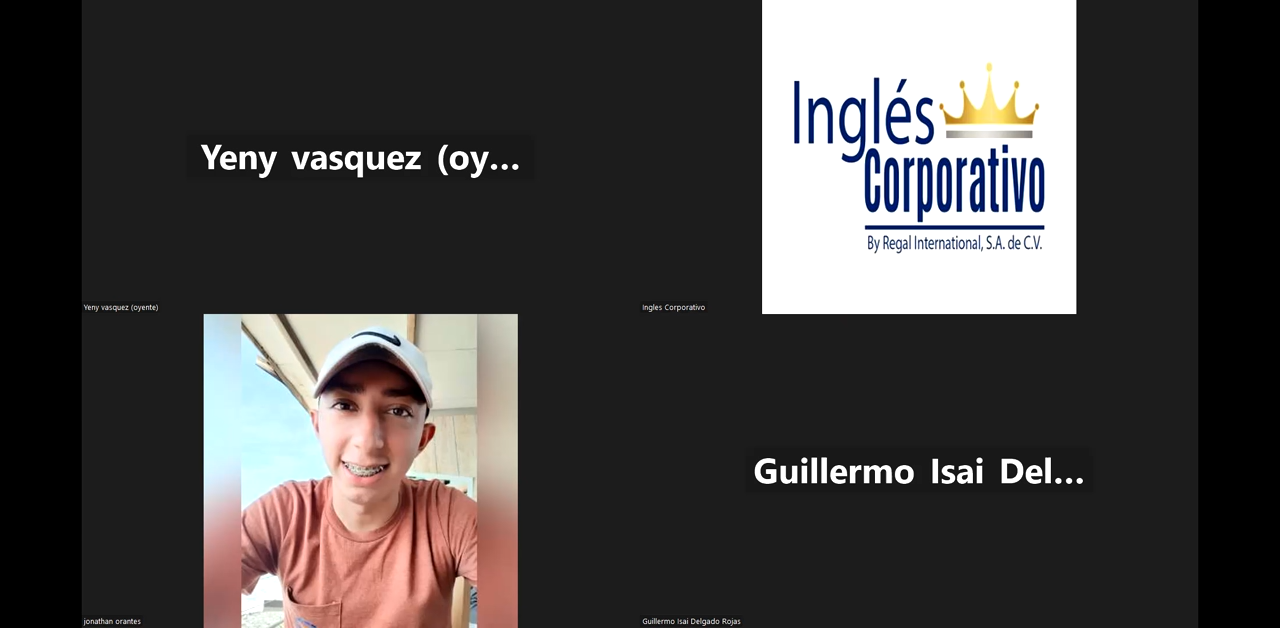 Yeny vasquez (oy...
Yeny vasquez (oyente)
Inglés
Corporativo
By Regal International, S.A. de C.V.
Ingles Corporativo
jonathan orantes
Guillermo Isai Del...
Guillermo Isai Delgado Rojas